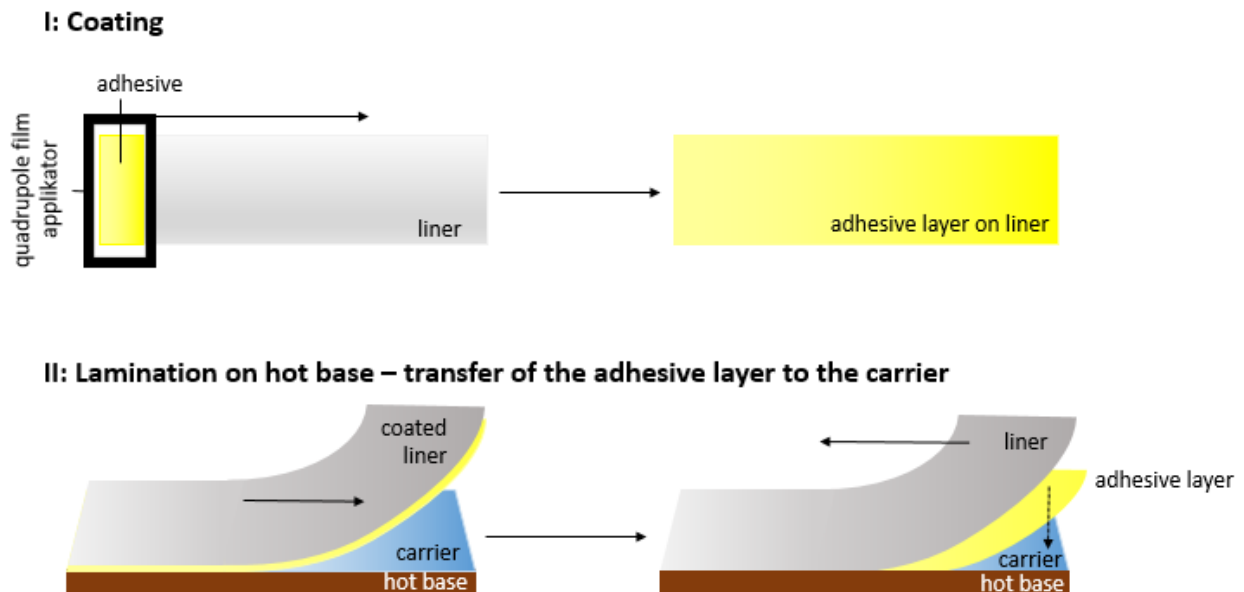 I: Coating
adhesive
quadrupole film
applikator
liner
adhesive layer on liner
II: Lamination on hot base – transfer of the adhesive layer to the carrier
coated
liner
carrier
hot base
liner
adhesive layer
carrier
hot base